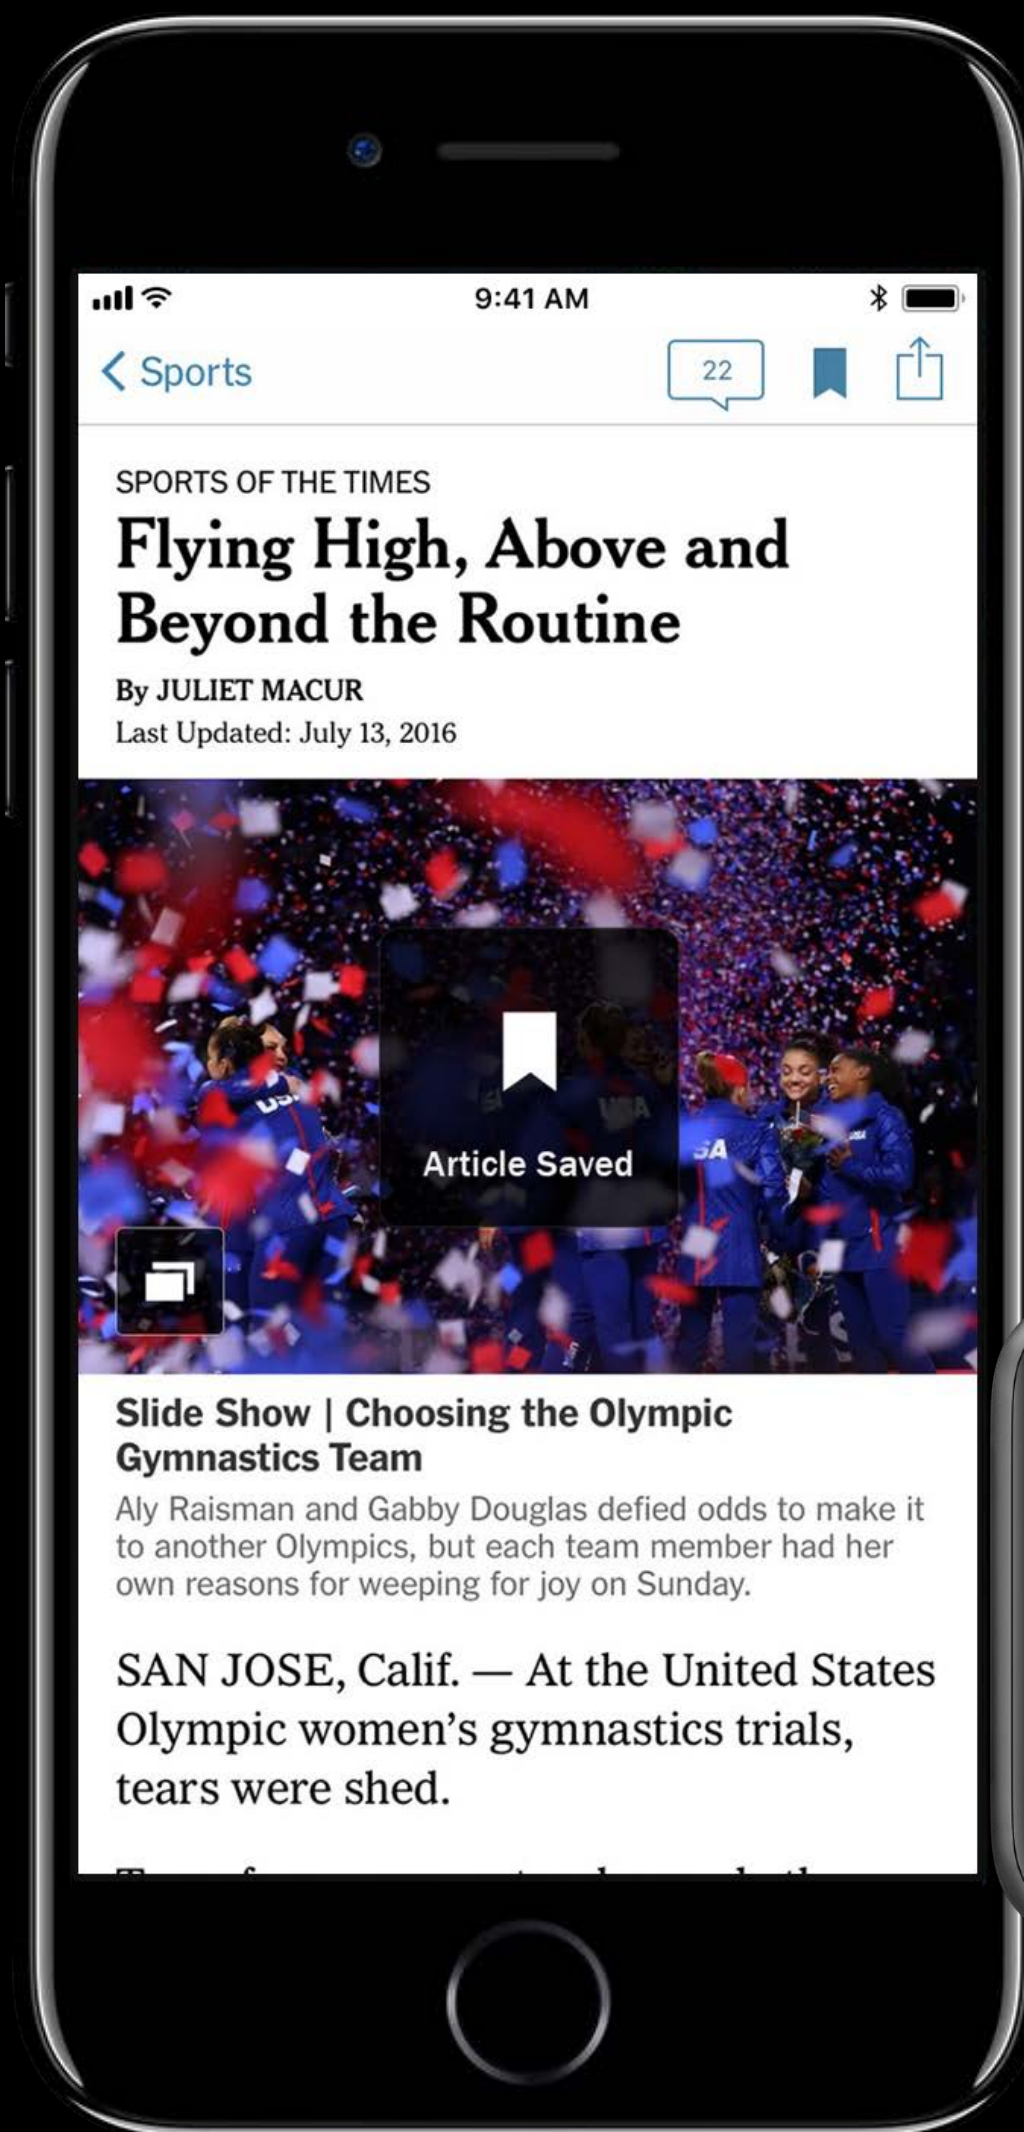 9:41 AM
Sports
22
SPORTS OF THE TIMES
Flying High, Above and
Beyond the Routine
By JULIET MACUR
Last Updated: July 13, 2016
USA
SA
USA
Article Saved
Slide Show | Choosing the Olympic
Gymnastics Team
Aly Raisman and Gabby Douglas defied odds to make it
to another Olympics, but each team member had her
own reasons for weeping for joy on Sunday.
SAN JOSE, Calif. — At the United States
Olympic women’s gymnastics trials,
tears were shed.